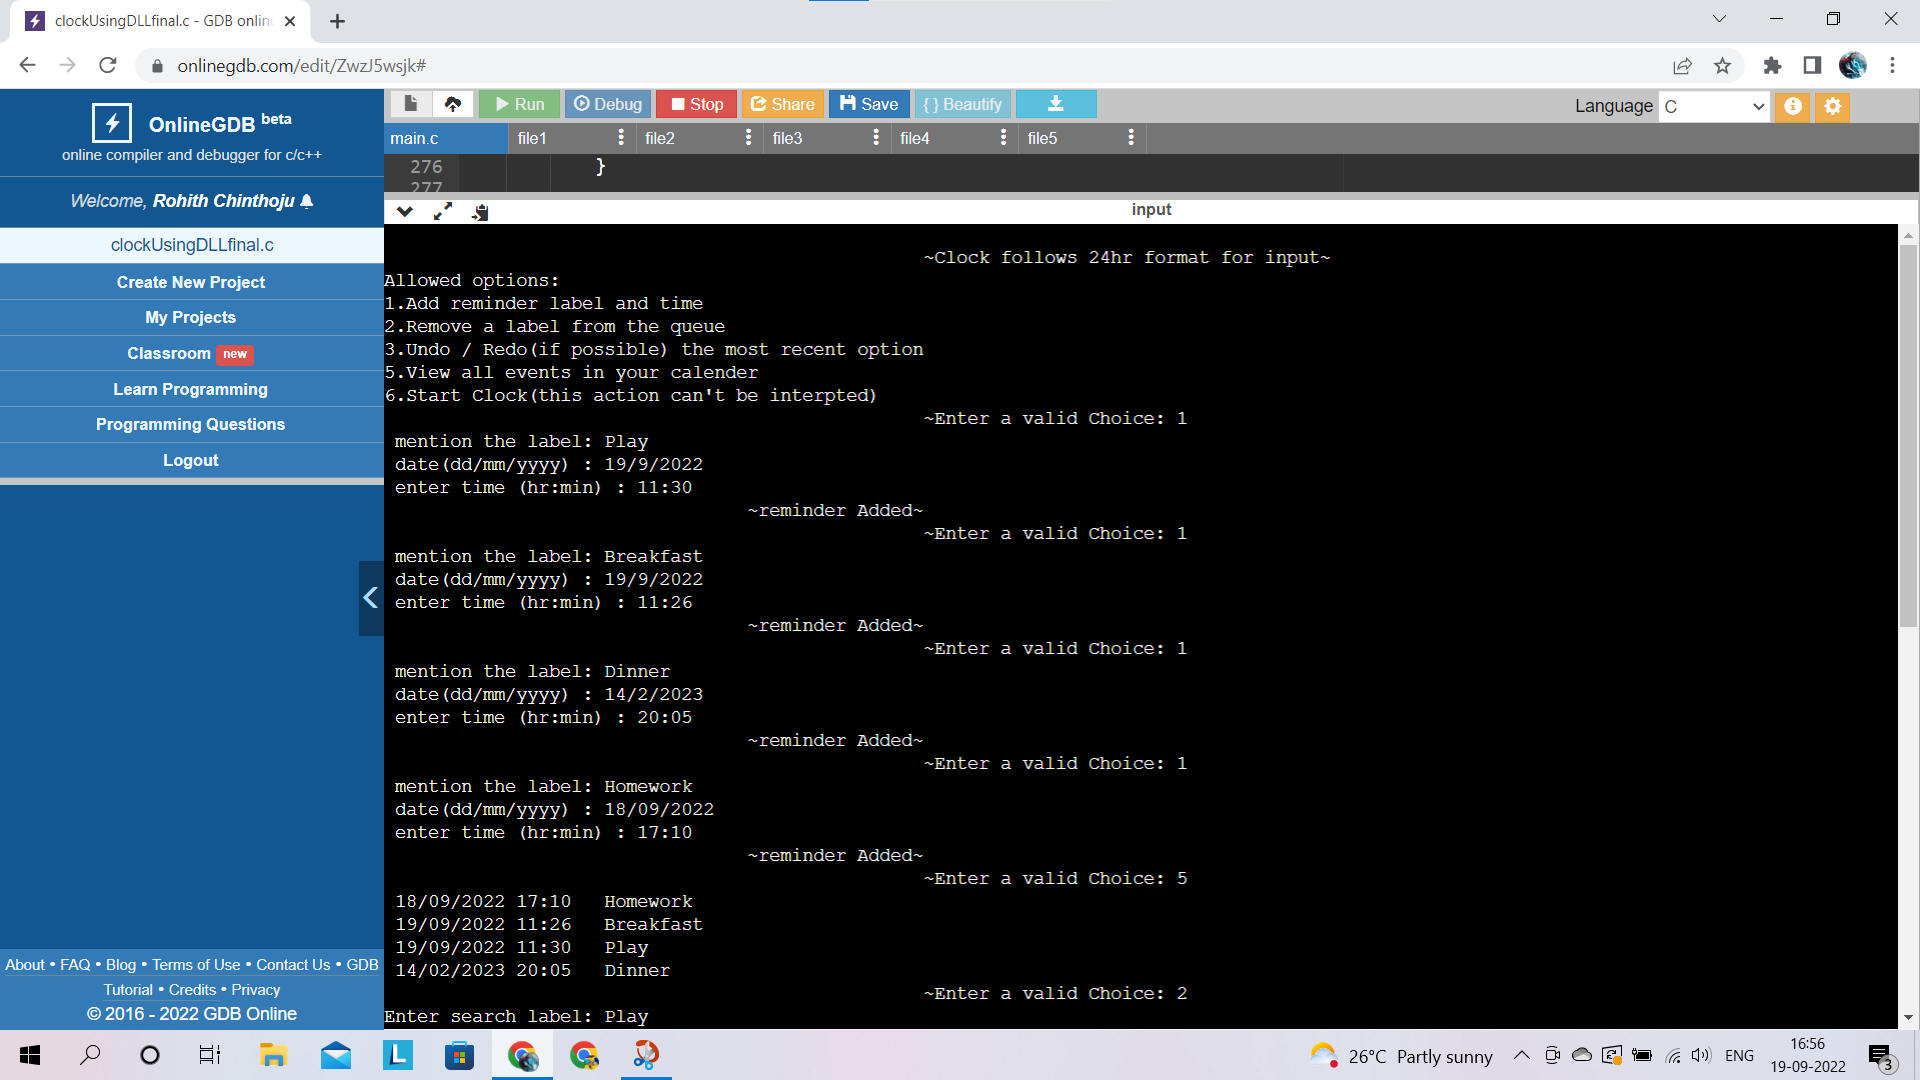 clockUsingDLLfinal.c - GDB online
onlinegdb.com/edit/ZwzJ5wsjk#
OnlineGDB beta
online compiler and debugger for c/c++
Welcome, Rohith Chinthoju
clockUsingDLLfinal.c
Create New Project
My Projects
Classroom new
Learn Programming
Programming Questions
Logout
About • FAQ • Blog • Terms of Use • Contact Us • GDB
Tutorial • Credits • Privacy
© 2016 - 2022 GDB Online
Run Debug Stop Share Save { } Beautify
Language C
main.c file1 file2 file3 file4 file5
276 }
277
input
~Clock follows 24hr format for input~
Allowed options:
1.Add reminder label and time
2.Remove a label from the queue
3.Undo / Redo(if possible) the most recent option
5.View all events in your calender
6.Start Clock(this action can't be interpted)
~Enter a valid Choice: 1
mention the label: Play
date(dd/mm/yyyy) : 19/9/2022
enter time (hr:min) : 11:30
~reminder Added~
~Enter a valid Choice: 1
mention the label: Breakfast
date(dd/mm/yyyy) : 19/9/2022
enter time (hr:min) : 11:26
~reminder Added~
~Enter a valid Choice: 1
mention the label: Dinner
date(dd/mm/yyyy) : 14/2/2023
enter time (hr:min) : 20:05
~reminder Added~
~Enter a valid Choice: 1
mention the label: Homework
date(dd/mm/yyyy) : 18/09/2022
enter time (hr:min) : 17:10
~reminder Added~
~Enter a valid Choice: 5
18/09/2022 17:10 Homework
19/09/2022 11:26 Breakfast
19/09/2022 11:30 Play
14/02/2023 20:05 Dinner
~Enter a valid Choice: 2
Enter search label: Play
L
26°C Partly sunny
ENG
16:56
19-09-2022
3